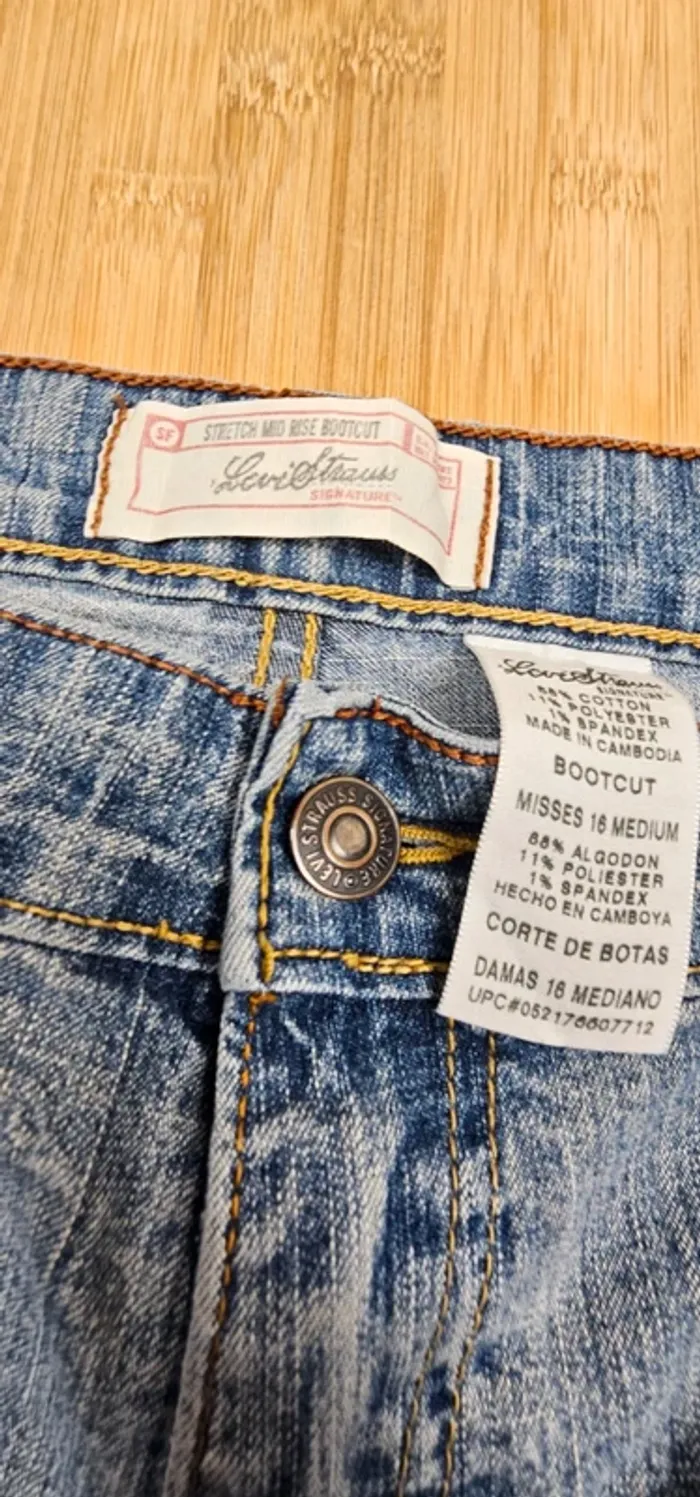 SF
STRETCH MID RISE BOOTCUT
Levi Strauss
SIGNATURE™
LEVI STRAUSS SIGNATURE
Levi Strauss
SIGNATURE™
88% COTTON
11% POLYESTER
1% SPANDEX
MADE IN CAMBODIA
BOOTCUT
MISSES 16 MEDIUM
88% ALGODON
11% POLIESTER
1% SPANDEX
HECHO EN CAMBOYA
CORTE DE BOTAS
DAMAS 16 MEDIANO
UPC#052176607712